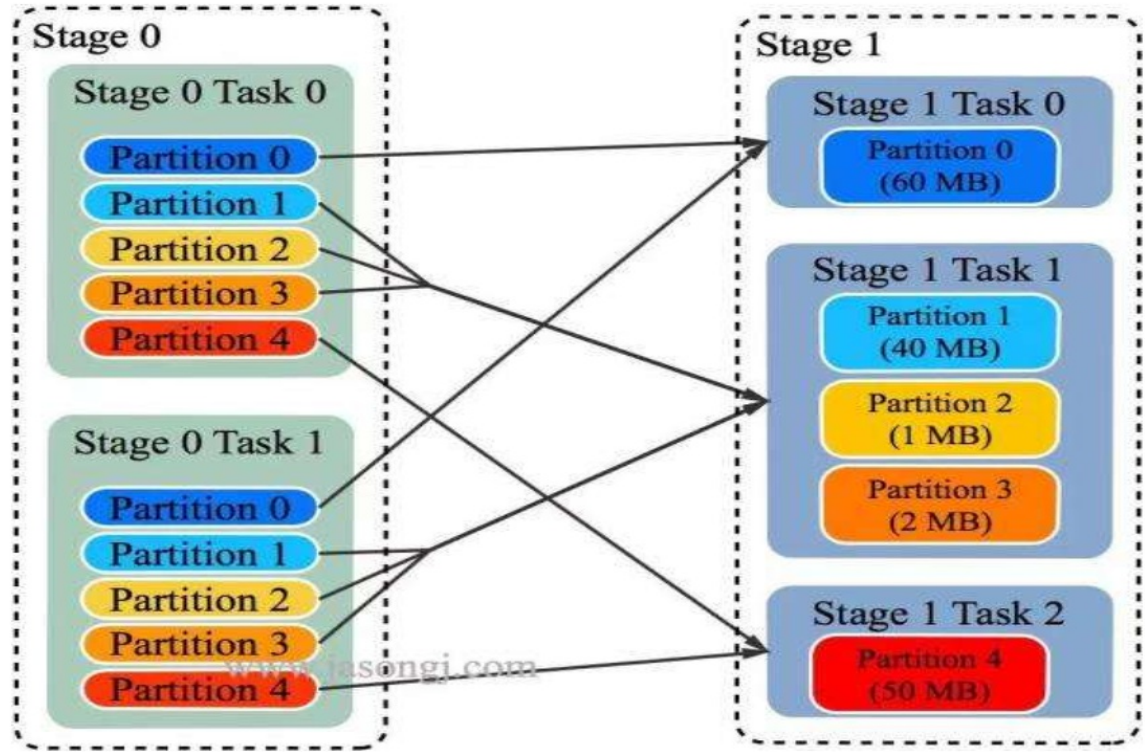 Stage 0
Stage 0 Task 0
Partition 0
Partition 1
Partition 2
Partition 3
Partition 4
Stage 0 Task 1
Partition 0
Partition 1
Partition 2
Partition 3
Partition 4
www.jasongj.com
Stage 1
Stage 1 Task 0
Partition 0
(60 MB)
Stage 1 Task 1
Partition 1
(40 MB)
Partition 2
(1 MB)
Partition 3
(2 MB)
Stage 1 Task 2
Partition 4
(50 MB)